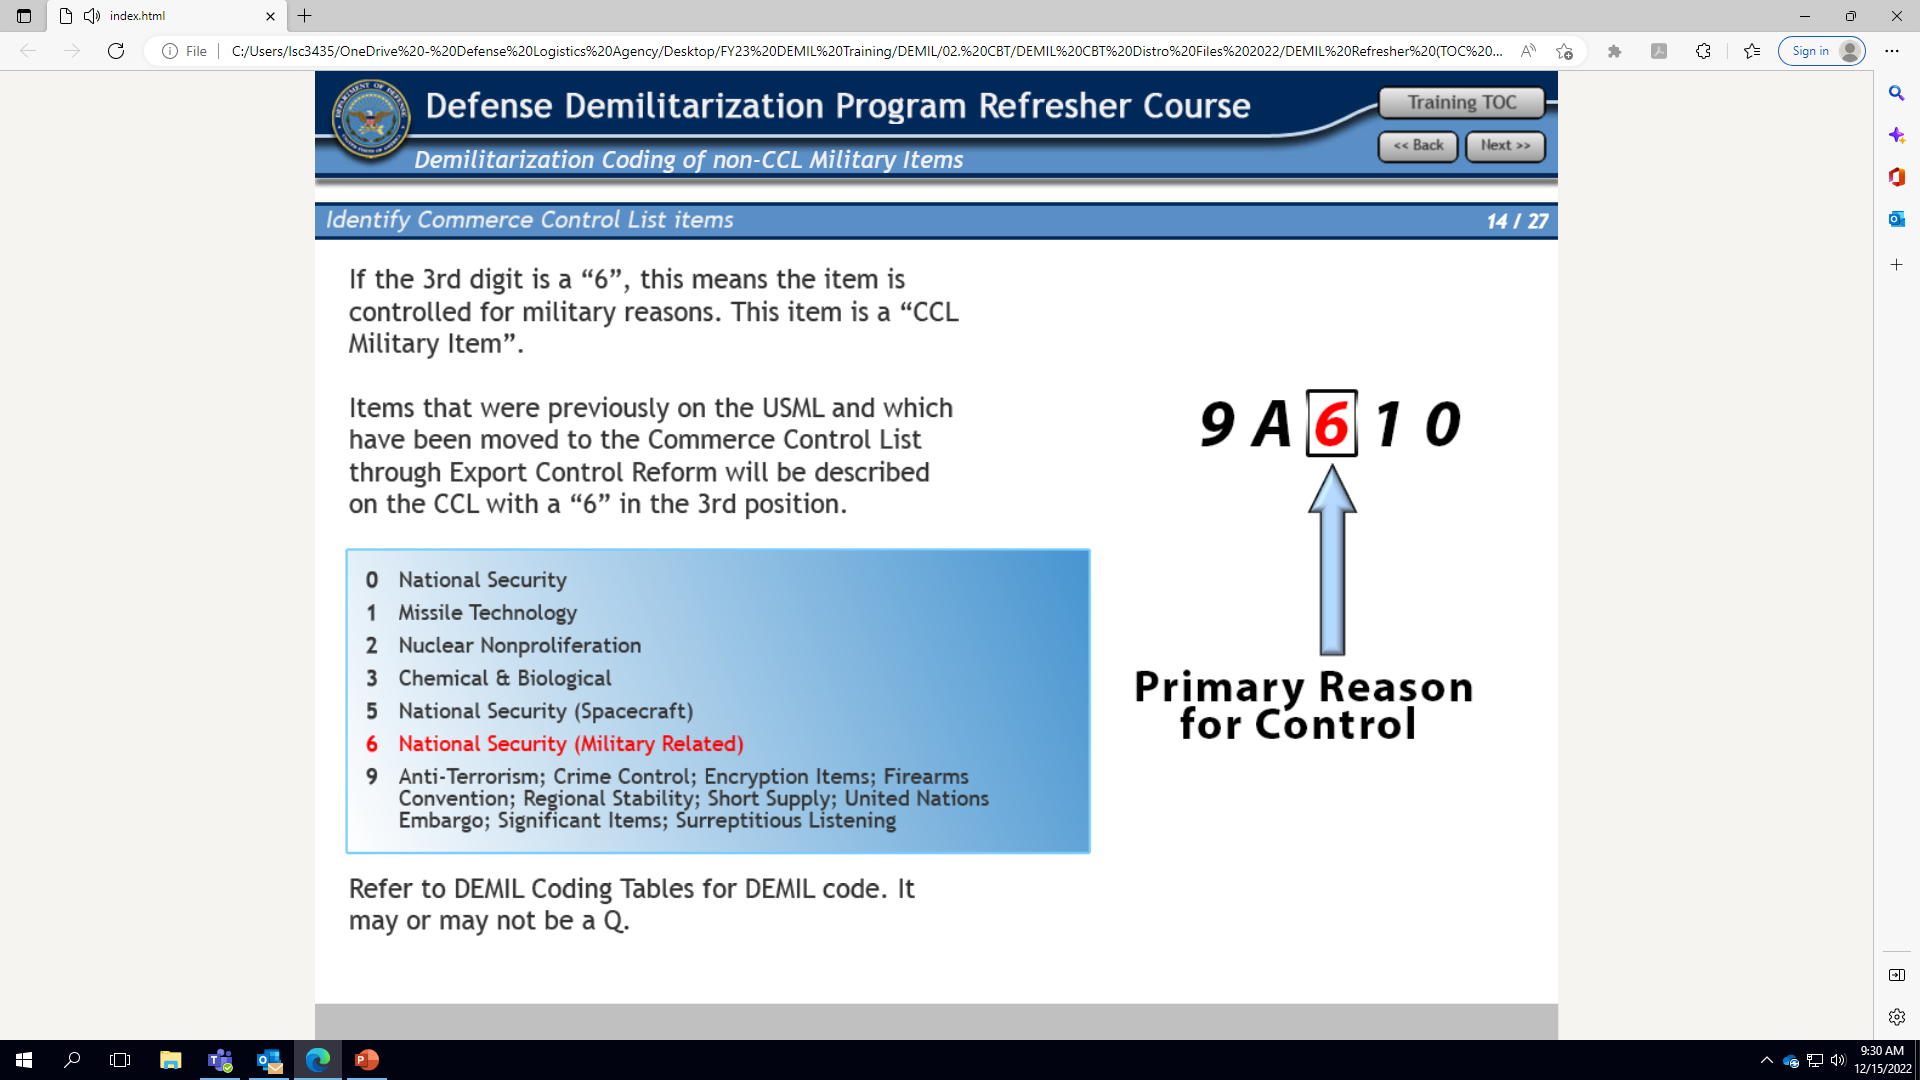 index.html
File
C:/Users/lsc3435/OneDrive%20-%20Defense%20Logistics%20Agency/Desktop/FY23%20DEMIL%20Training/DEMIL/02.%20CBT/DEMIL%20CBT%20Distro%20Files%202022/DEMIL%20Refresher%20(TOC%20...
Sign in
Defense Demilitarization Program Refresher Course
Training TOC
<< Back
Next >>
Demilitarization Coding of non-CCL Military Items
Identify Commerce Control List items
14 / 27
If the 3rd digit is a “6”, this means the item is
controlled for military reasons. This item is a “CCL
Military Item”.
Items that were previously on the USML and which
have been moved to the Commerce Control List
through Export Control Reform will be described
on the CCL with a “6” in the 3rd position.
9 A 6 1 0
Primary Reason
for Control
0 National Security
1 Missile Technology
2 Nuclear Nonproliferation
3 Chemical & Biological
5 National Security (Spacecraft)
6 National Security (Military Related)
9 Anti-Terrorism; Crime Control; Encryption Items; Firearms
Convention; Regional Stability; Short Supply; United Nations
Embargo; Significant Items; Surreptitious Listening
Refer to DEMIL Coding Tables for DEMIL code. It
may or may not be a Q.
9:30 AM
12/15/2022